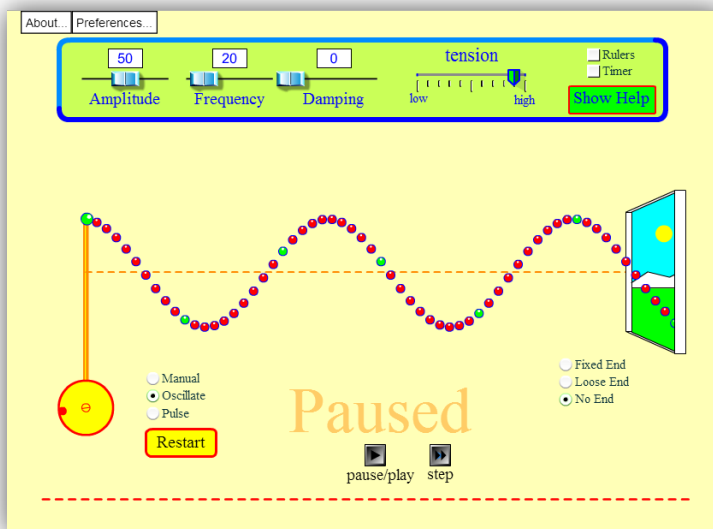 About... Preferences...
50 20 0
Amplitude Frequency Damping
tension
low high
Rulers
Timer
Show Help
Manual
Oscillate
Pulse
Restart
Paused
pause/play step
Fixed End
Loose End
No End